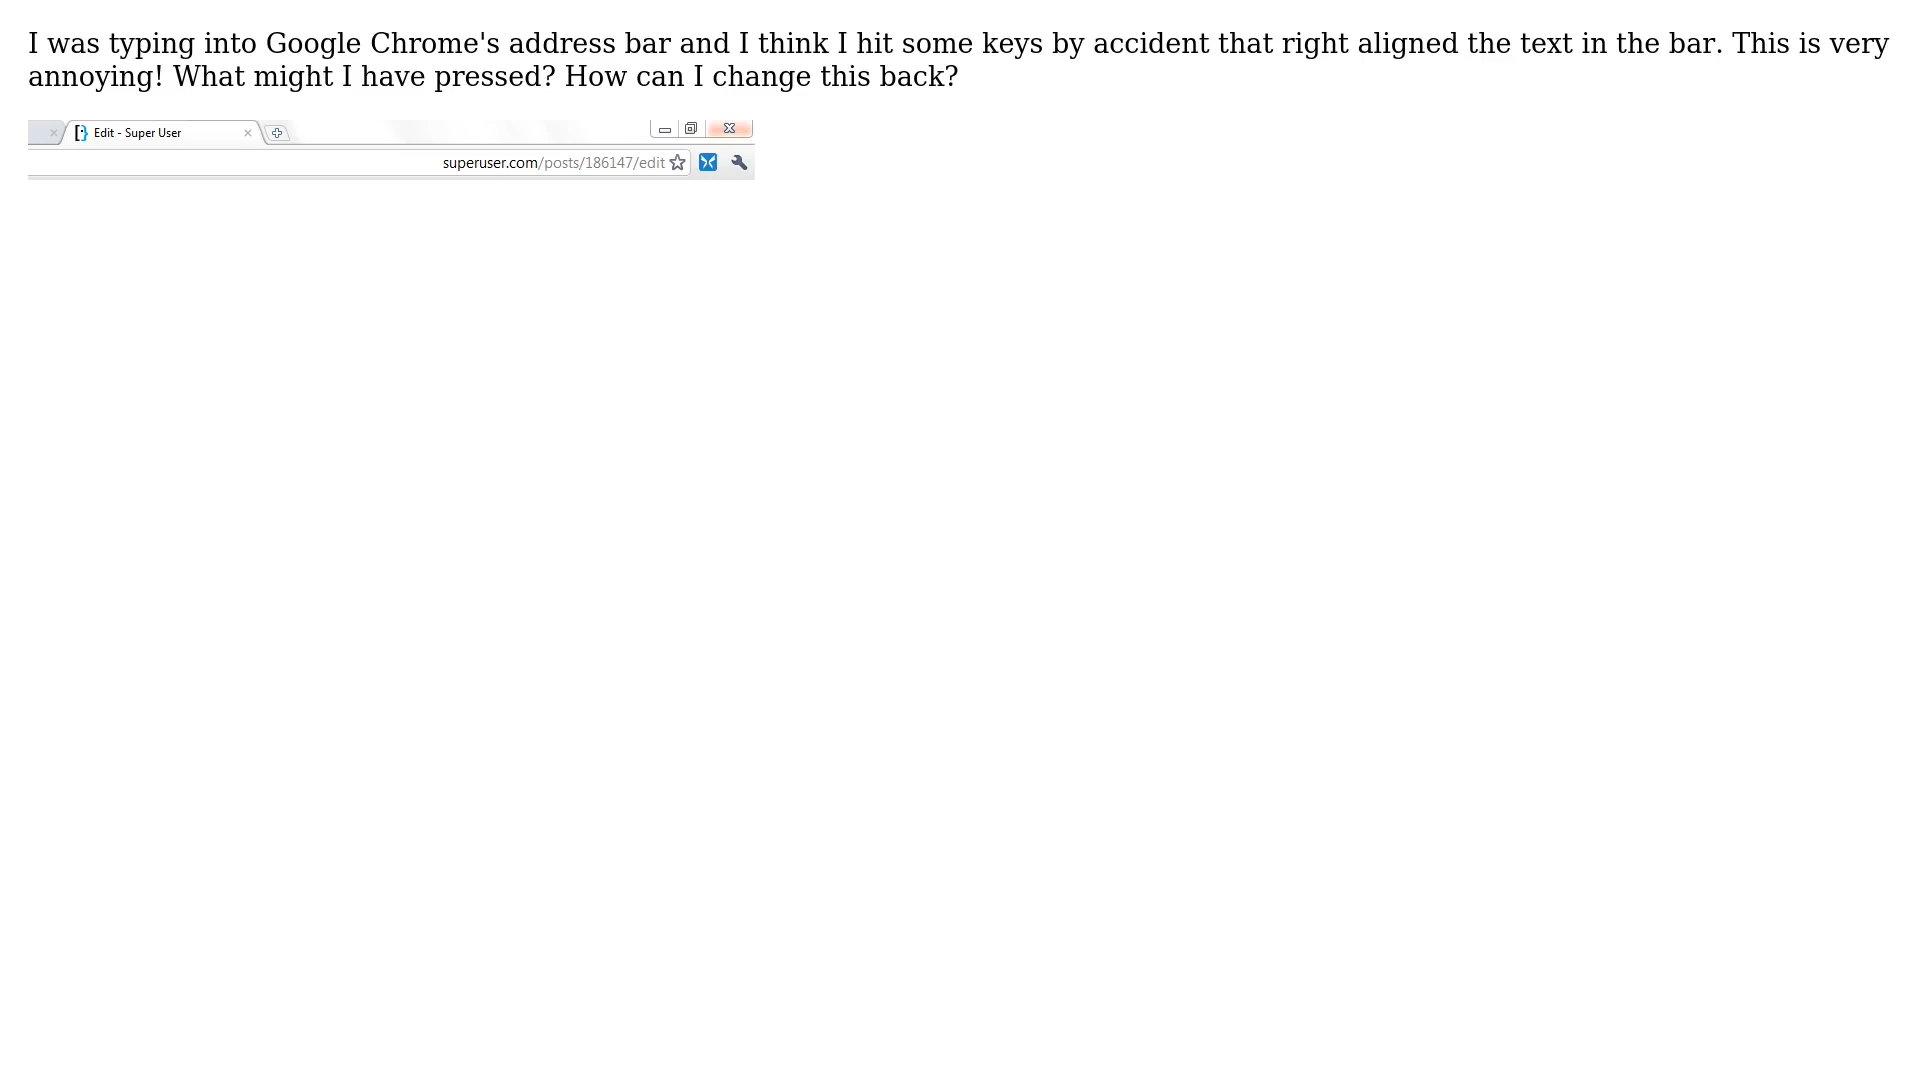 I was typing into Google Chrome's address bar and I think I hit some keys by accident that right aligned the text in the bar. This is very
annoying! What might I have pressed? How can I change this back?
Edit - Super User
superuser.com/posts/186147/edit